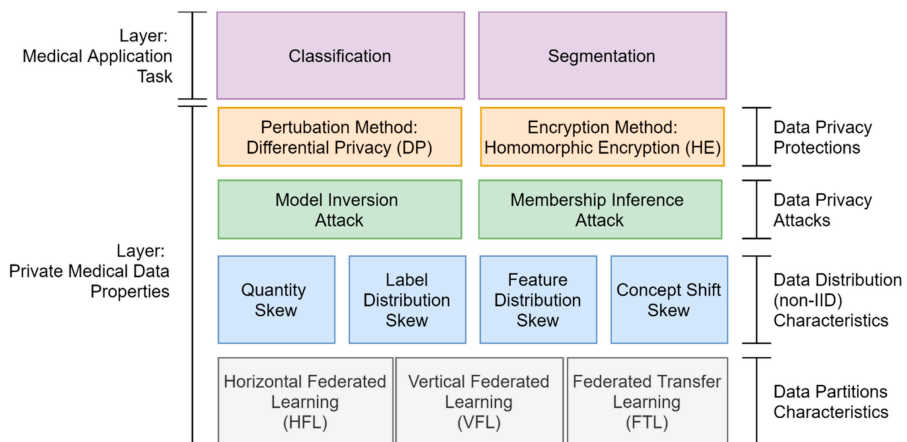 Layer:
Medical Application
Task
Classification
Segmentation
Layer:
Private Medical Data
Properties
Pertubation Method:
Differential Privacy (DP)
Encryption Method:
Homomorphic Encryption (HE)
Data Privacy
Protections
Model Inversion
Attack
Membership Inference
Attack
Data Privacy
Attacks
Quantity
Skew
Label
Distribution
Skew
Feature
Distribution
Skew
Concept Shift
Skew
Data Distribution
(non-IID)
Characteristics
Horizontal Federated
Learning
(HFL)
Vertical Federated
Learning
(VFL)
Federated Transfer
Learning
(FTL)
Data Partitions
Characteristics